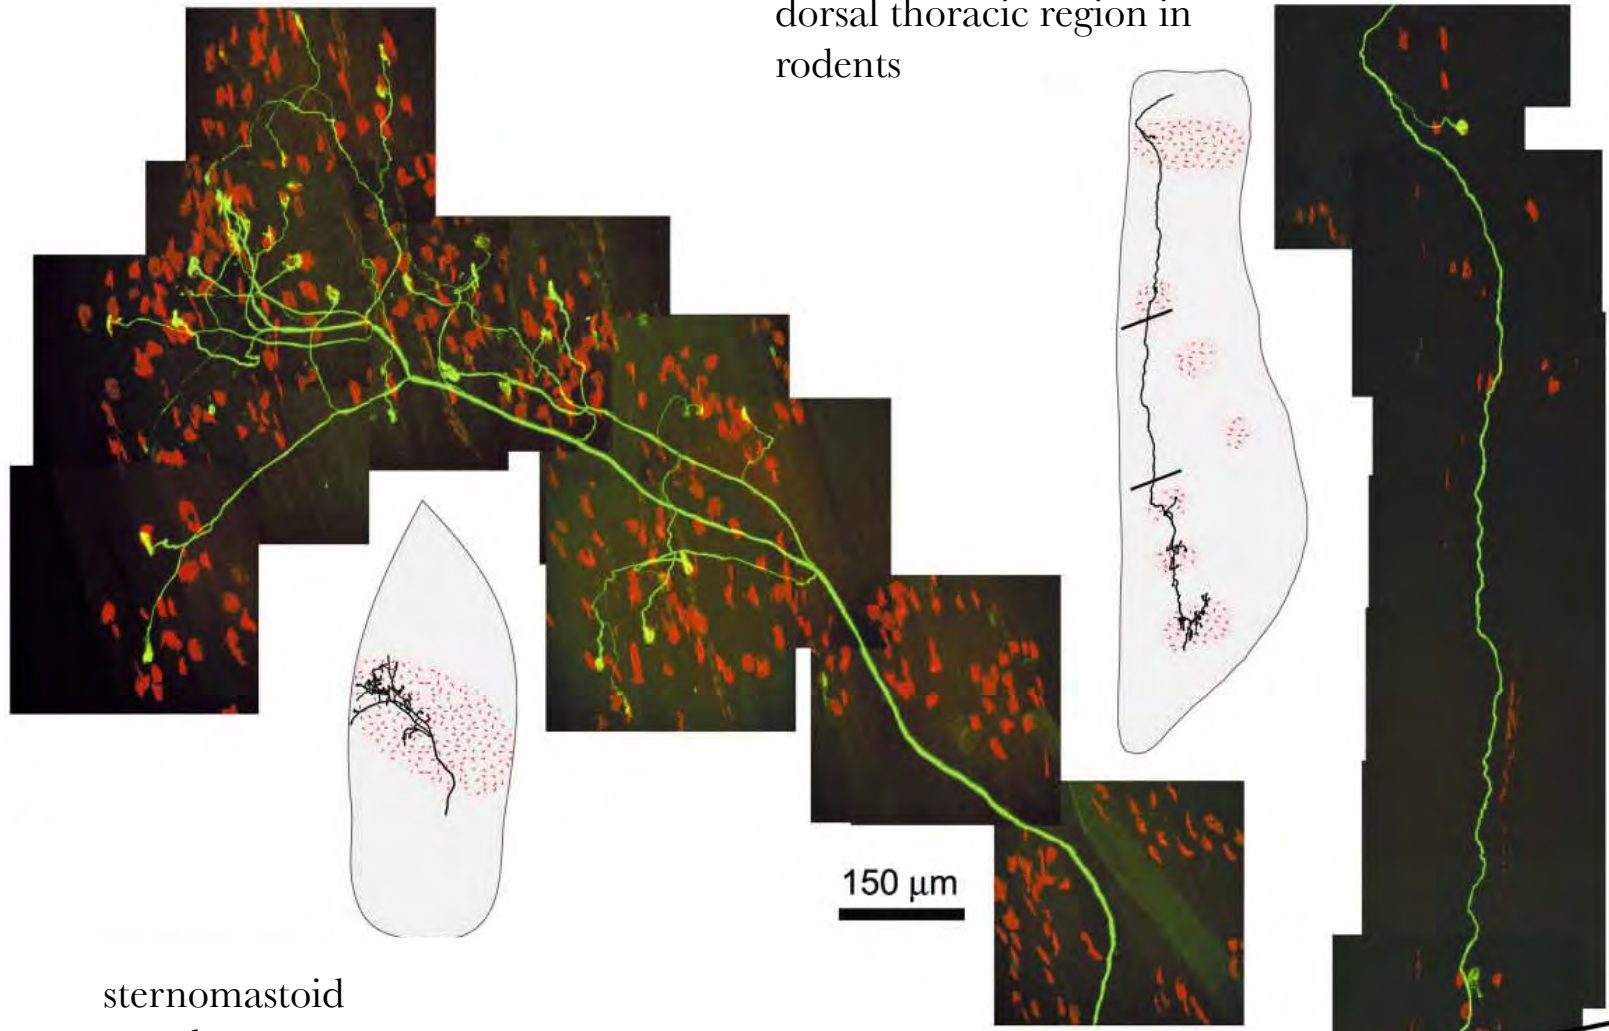 dorsal thoracic region in
rodents
150 μm
sternomastoid